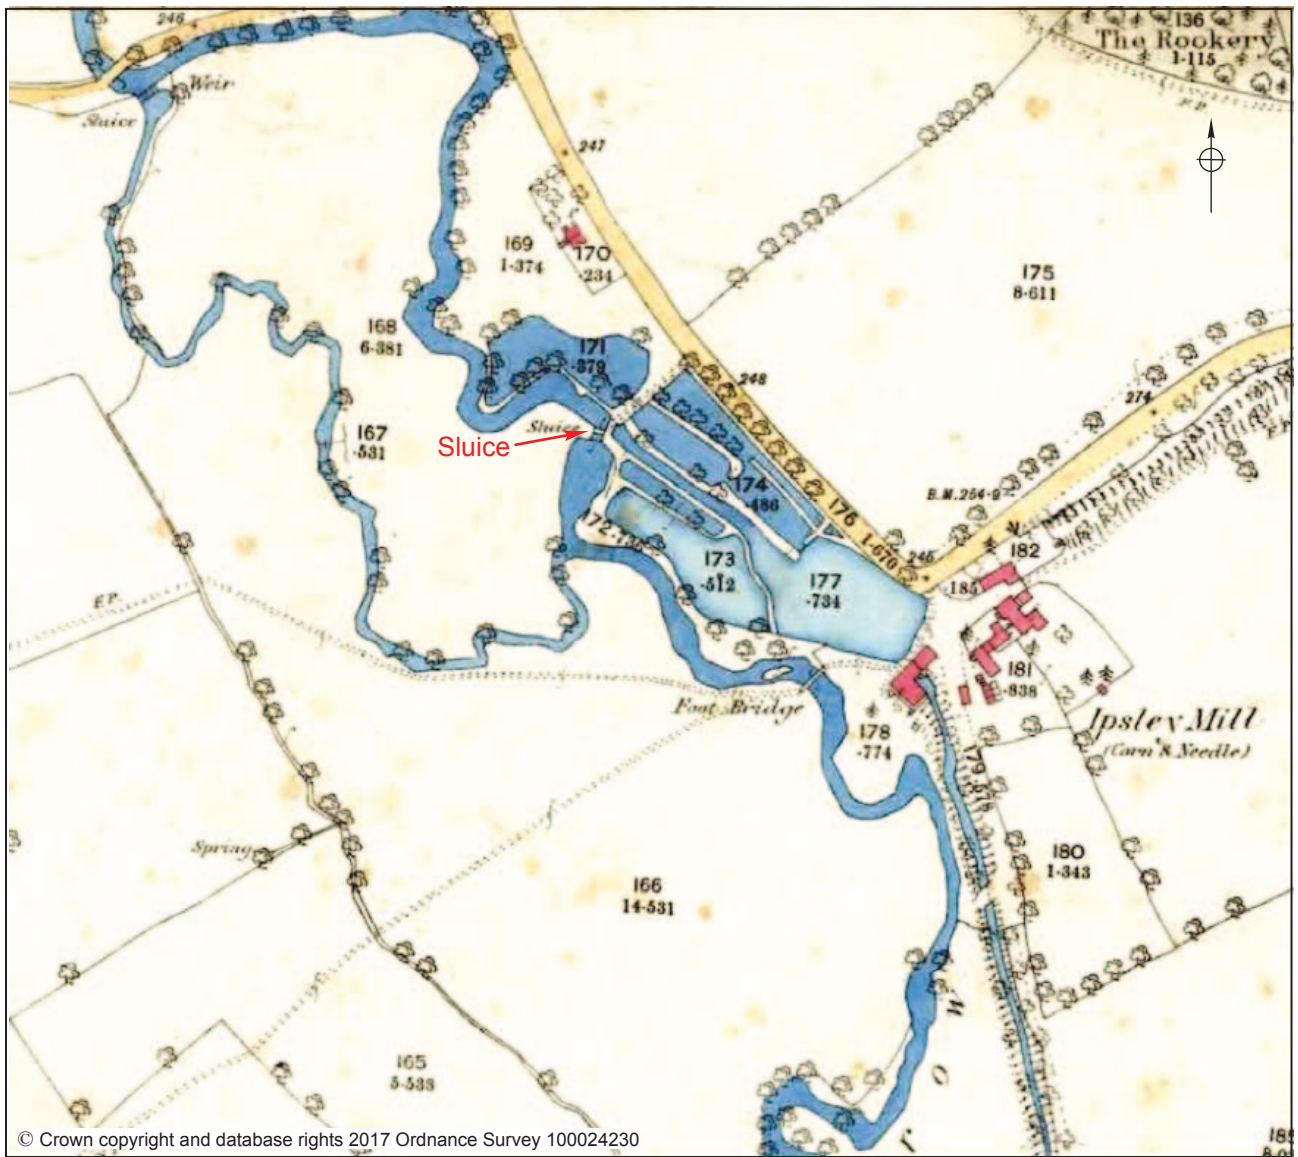 246
136
The Rookery
1·115
F.P.
Weir
Sluice
247
169
1·374
170
·234
175
8·611
168
6·381
171
·379
248
274
F.P.
Sluice
Sluice
167
·531
174
·486
B.M. 254·9
176
1·670
172
173
·512
177
·734
245
182
185
F.P.
181
·838
Foot Bridge
178
·774
Ipsley Mill
(Corn & Needle)
179
Spring
180
1·343
166
14·531
165
5·538
W
o
r
© Crown copyright and database rights 2017 Ordnance Survey 100024230